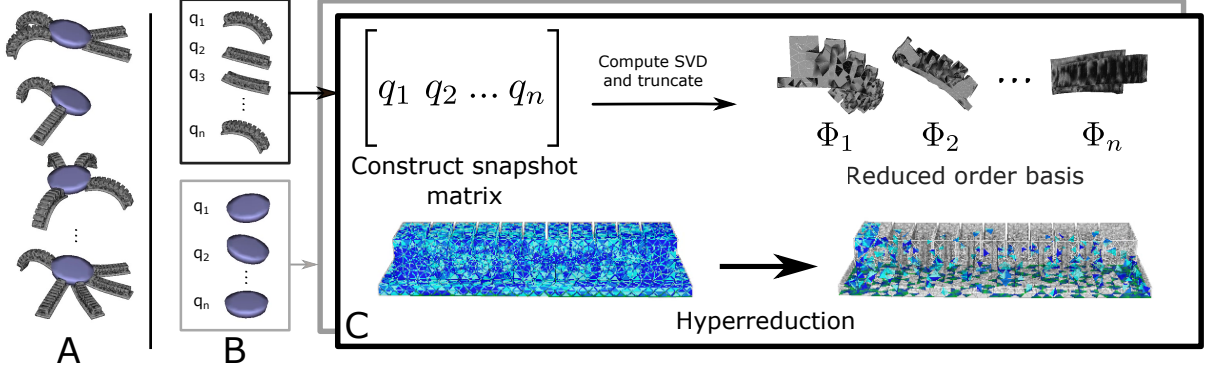 q1
q2
q3
⋮
qn
q1
q2
⋮
qn
⋮
A
B
C
[q1 q2 ... qn]
Construct snapshot
matrix
Compute SVD
and truncate
...
Φ1
Φ2
Φn
Reduced order basis
Hyperreduction